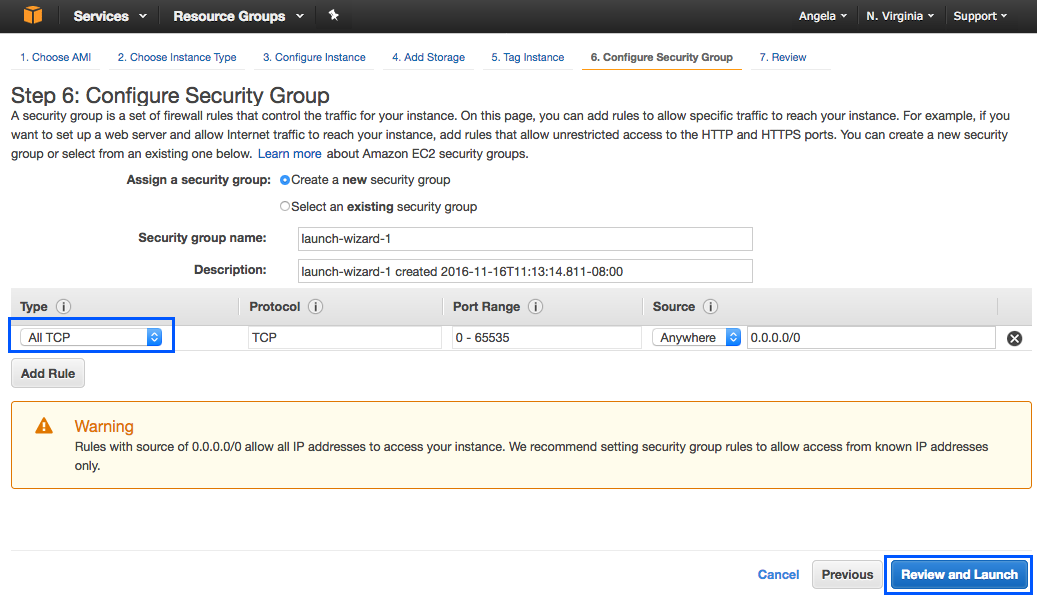 Services Resource Groups Angela N. Virginia Support
1. Choose AMI 2. Choose Instance Type 3. Configure Instance 4. Add Storage 5. Tag Instance 6. Configure Security Group 7. Review
Step 6: Configure Security Group
A security group is a set of firewall rules that control the traffic for your instance. On this page, you can add rules to allow specific traffic to reach your instance. For example, if you
want to set up a web server and allow Internet traffic to reach your instance, add rules that allow unrestricted access to the HTTP and HTTPS ports. You can create a new security
group or select from an existing one below. Learn more about Amazon EC2 security groups.
Assign a security group: Create a new security group
Select an existing security group
Security group name: launch-wizard-1
Description: launch-wizard-1 created 2016-11-16T11:13:14.811-08:00
Type i Protocol i Port Range i Source i
All TCP TCP 0 - 65535 Anywhere 0.0.0.0/0
Add Rule
Warning
Rules with source of 0.0.0.0/0 allow all IP addresses to access your instance. We recommend setting security group rules to allow access from known IP addresses
only.
Cancel Previous Review and Launch